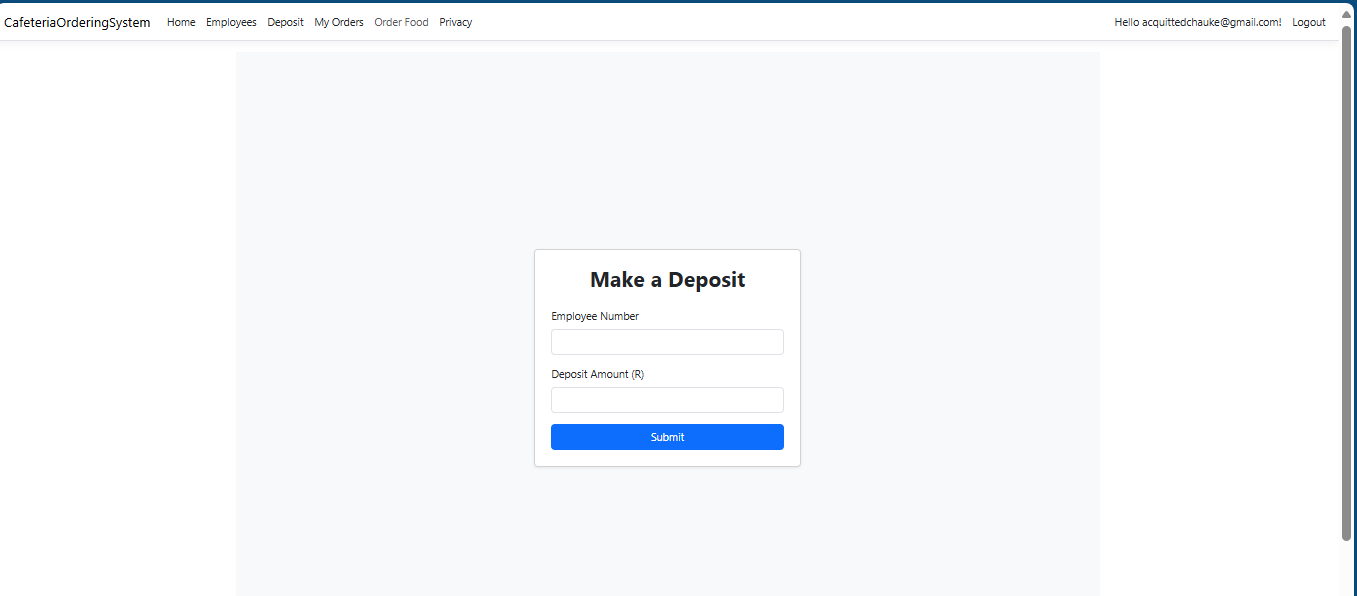 CafeteriaOrderingSystem Home Employees Deposit My Orders Order Food Privacy Hello acquittedchauke@gmail.com! Logout
Make a Deposit
Employee Number
Deposit Amount (R)
Submit